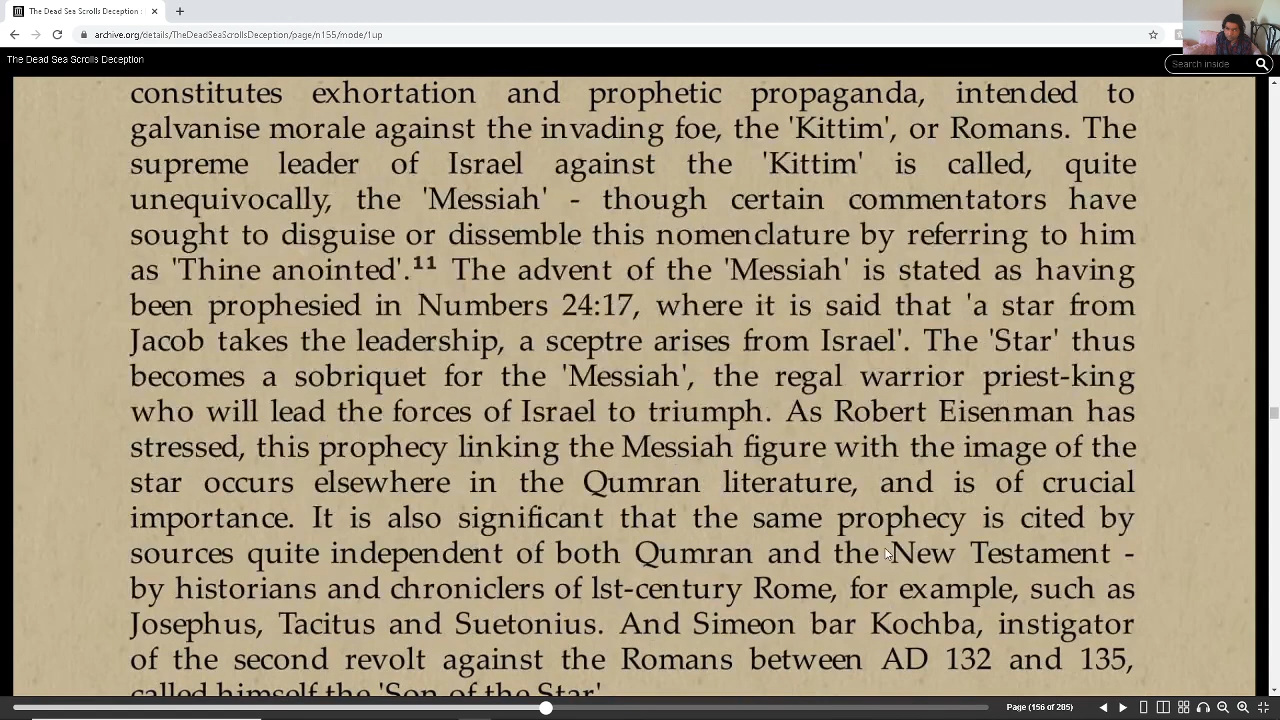 The Dead Sea Scrolls Deception :
archive.org/details/TheDeadSeaScrollsDeception/page/n155/mode/1up
The Dead Sea Scrolls Deception
Search inside
constitutes exhortation and prophetic propaganda, intended to
galvanise morale against the invading foe, the 'Kittim', or Romans. The
supreme leader of Israel against the 'Kittim' is called, quite
unequivocally, the 'Messiah' - though certain commentators have
sought to disguise or dissemble this nomenclature by referring to him
as 'Thine anointed'.11 The advent of the 'Messiah' is stated as having
been prophesied in Numbers 24:17, where it is said that 'a star from
Jacob takes the leadership, a sceptre arises from Israel'. The 'Star' thus
becomes a sobriquet for the 'Messiah', the regal warrior priest-king
who will lead the forces of Israel to triumph. As Robert Eisenman has
stressed, this prophecy linking the Messiah figure with the image of the
star occurs elsewhere in the Qumran literature, and is of crucial
importance. It is also significant that the same prophecy is cited by
sources quite independent of both Qumran and the New Testament -
by historians and chroniclers of lst-century Rome, for example, such as
Josephus, Tacitus and Suetonius. And Simeon bar Kochba, instigator
of the second revolt against the Romans between AD 132 and 135,
called himself the 'Son of the Star'.
Page (156 of 285)